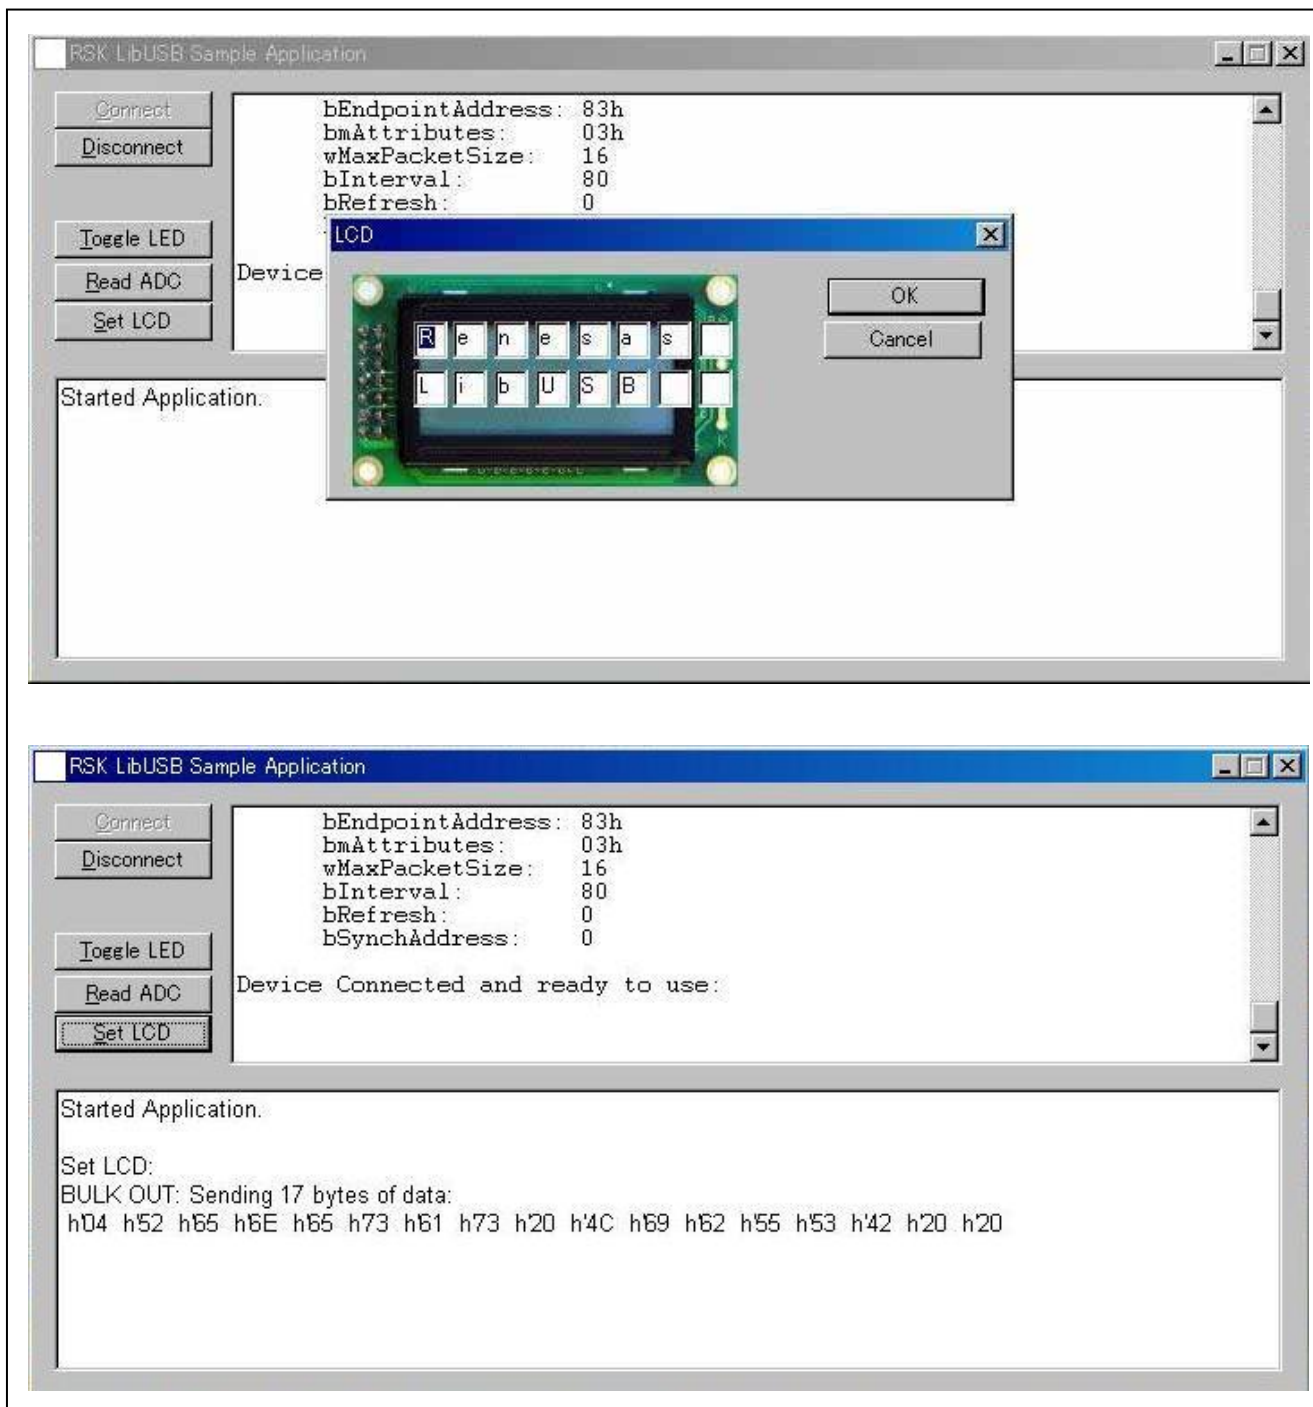 RSK LibUSB Sample Application
Connect
Disconnect
Toggle LED
Read ADC
Set LCD
bEndpointAddress: 83h
bmAttributes: 03h
wMaxPacketSize: 16
bInterval: 80
bRefresh: 0
Device
LCD
R e n e s a s
L i b U S B
OK
Cancel
Started Application.
RSK LibUSB Sample Application
Connect
Disconnect
Toggle LED
Read ADC
Set LCD
bEndpointAddress: 83h
bmAttributes: 03h
wMaxPacketSize: 16
bInterval: 80
bRefresh: 0
bSynchAddress: 0
Device Connected and ready to use:
Started Application.
Set LCD:
BULK OUT: Sending 17 bytes of data:
h'04 h'52 h'65 h'6E h'65 h'73 h'61 h'73 h'20 h'4C h'69 h'62 h'55 h'53 h'42 h'20 h'20